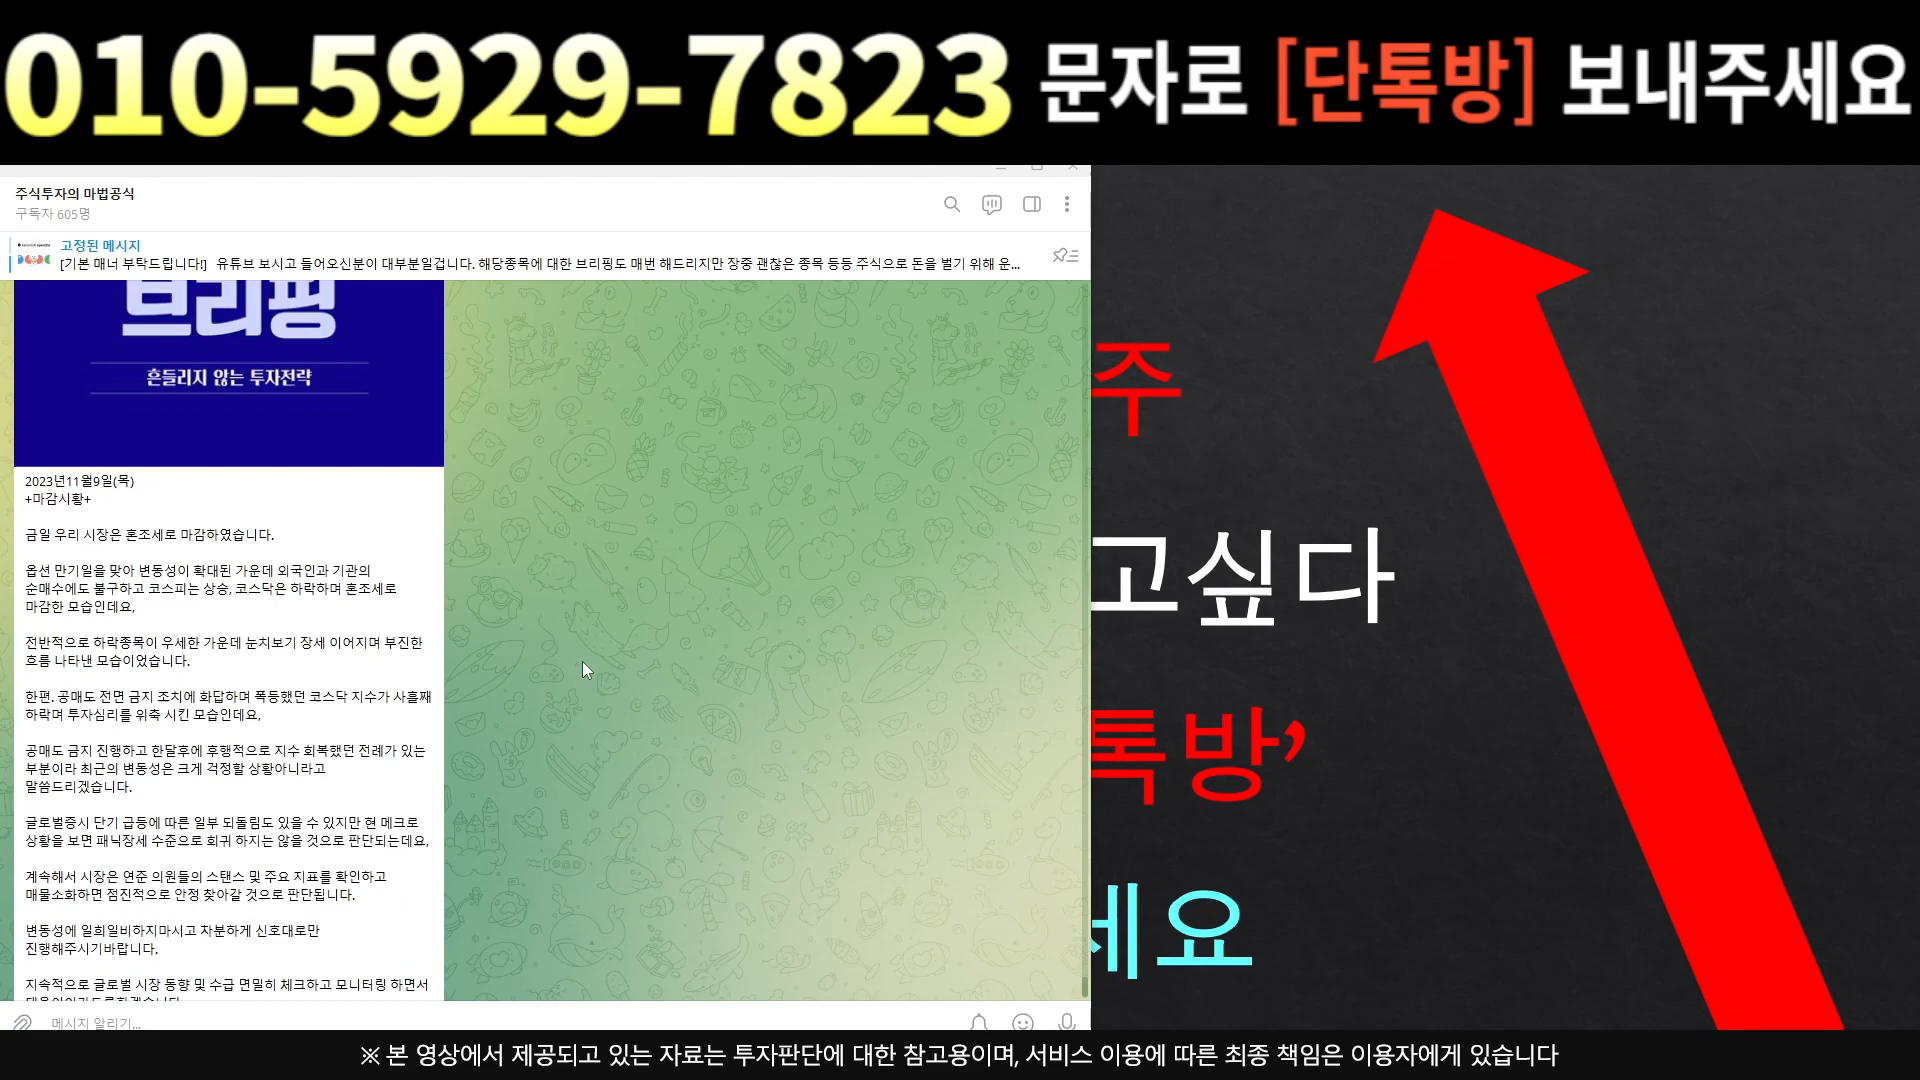 010-5929-7823 문자로 [단톡방] 보내주세요
주식투자의 마법공식
구독자 605명
고정된 메시지
[기본 매너 부탁드립니다!] 유튜브 보시고 들어오신분이 대부분일겁니다. 해당종목에 대한 브리핑도 매번 해드리지만 장중 괜찮은 종목 등등 주식으로 돈을 벌기 위해 운...
브리핑
흔들리지 않는 투자전략
2023년11월9일(목)
+마감시황+
금일 우리 시장은 혼조세로 마감하였습니다.
옵션 만기일을 맞아 변동성이 확대된 가운데 외국인과 기관의
순매수에도 불구하고 코스피는 상승, 코스닥은 하락하며 혼조세로
마감한 모습인데요,
전반적으로 하락종목이 우세한 가운데 눈치보기 장세 이어지며 부진한
흐름 나타낸 모습이었습니다.
한편. 공매도 전면 금지 조치에 화답하며 폭등했던 코스닥 지수가 사흘째
하락며 투자심리를 위축 시킨 모습인데요,
공매도 금지 진행하고 한달후에 후행적으로 지수 회복했던 전례가 있는
부분이라 최근의 변동성은 크게 걱정할 상황아니라고
말씀드리겠습니다.
글로벌증시 단기 급등에 따른 일부 되돌림도 있을 수 있지만 현 메크로
상황을 보면 패닉장세 수준으로 회귀 하지는 않을 것으로 판단되는데요,
계속해서 시장은 연준 의원들의 스탠스 및 주요 지표를 확인하고
매물소화하면 점진적으로 안정 찾아갈 것으로 판단됩니다.
변동성에 일희일비하지마시고 차분하게 신호대로만
진행해주시기바랍니다.
지속적으로 글로벌 시장 동향 및 수급 면밀히 체크하고 모니터링 하면서
메시지 알리기...
주
고싶다
톡방’
세요
※ 본 영상에서 제공되고 있는 자료는 투자판단에 대한 참고용이며, 서비스 이용에 따른 최종 책임은 이용자에게 있습니다